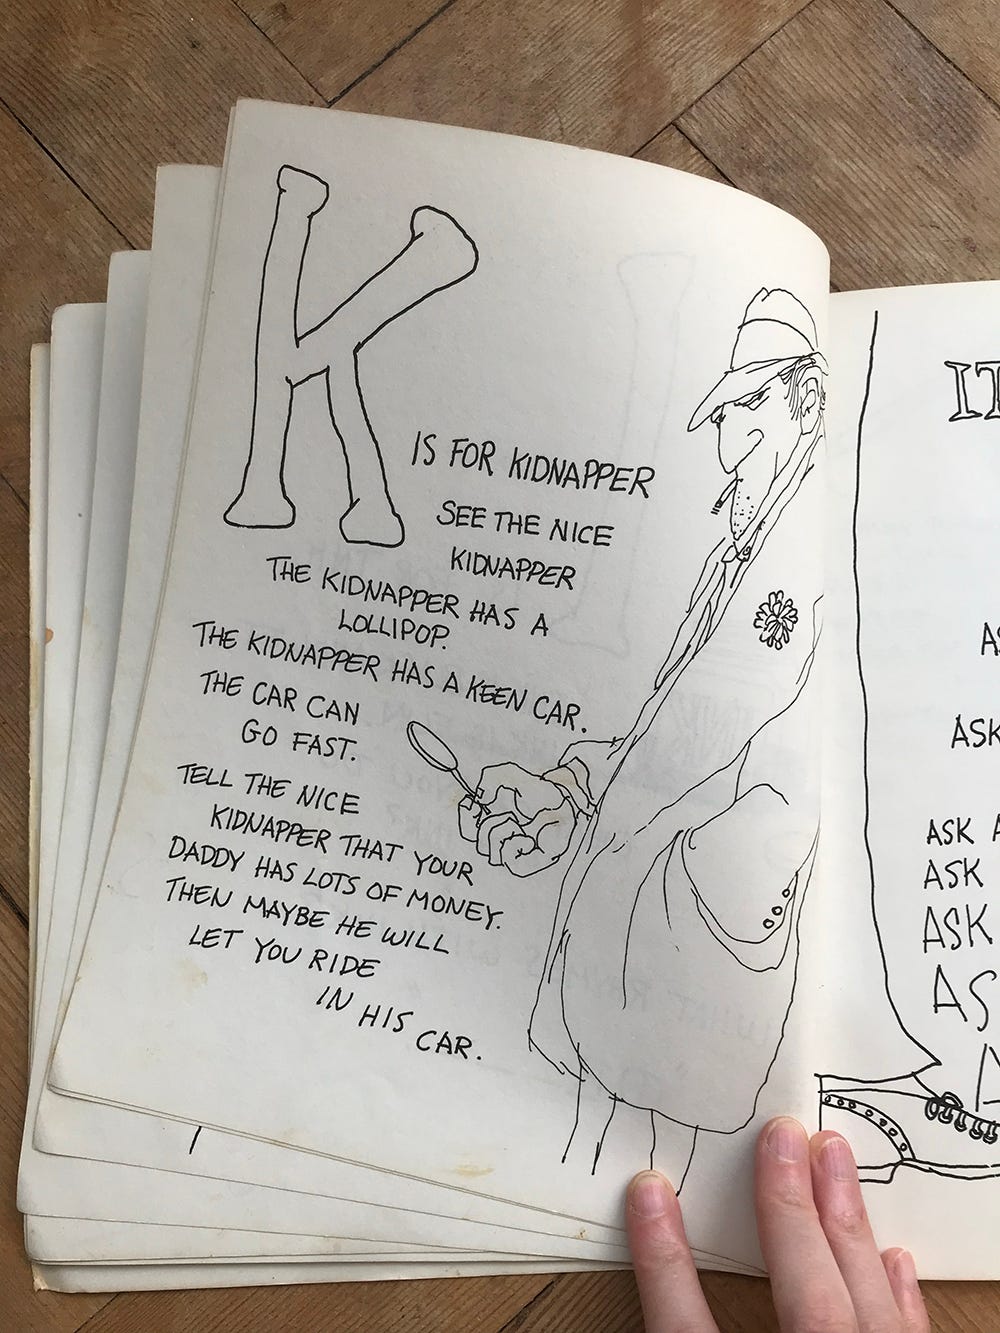 K
IS FOR KIDNAPPER
SEE THE NICE
KIDNAPPER
THE KIDNAPPER HAS A
LOLLIPOP.
THE KIDNAPPER HAS A KEEN CAR.
THE CAR CAN
GO FAST.
TELL THE NICE
KIDNAPPER THAT YOUR
DADDY HAS LOTS OF MONEY.
THEN MAYBE HE WILL
LET YOU RIDE
IN HIS
CAR.
IT
ASK
ASK
ASK
ASK